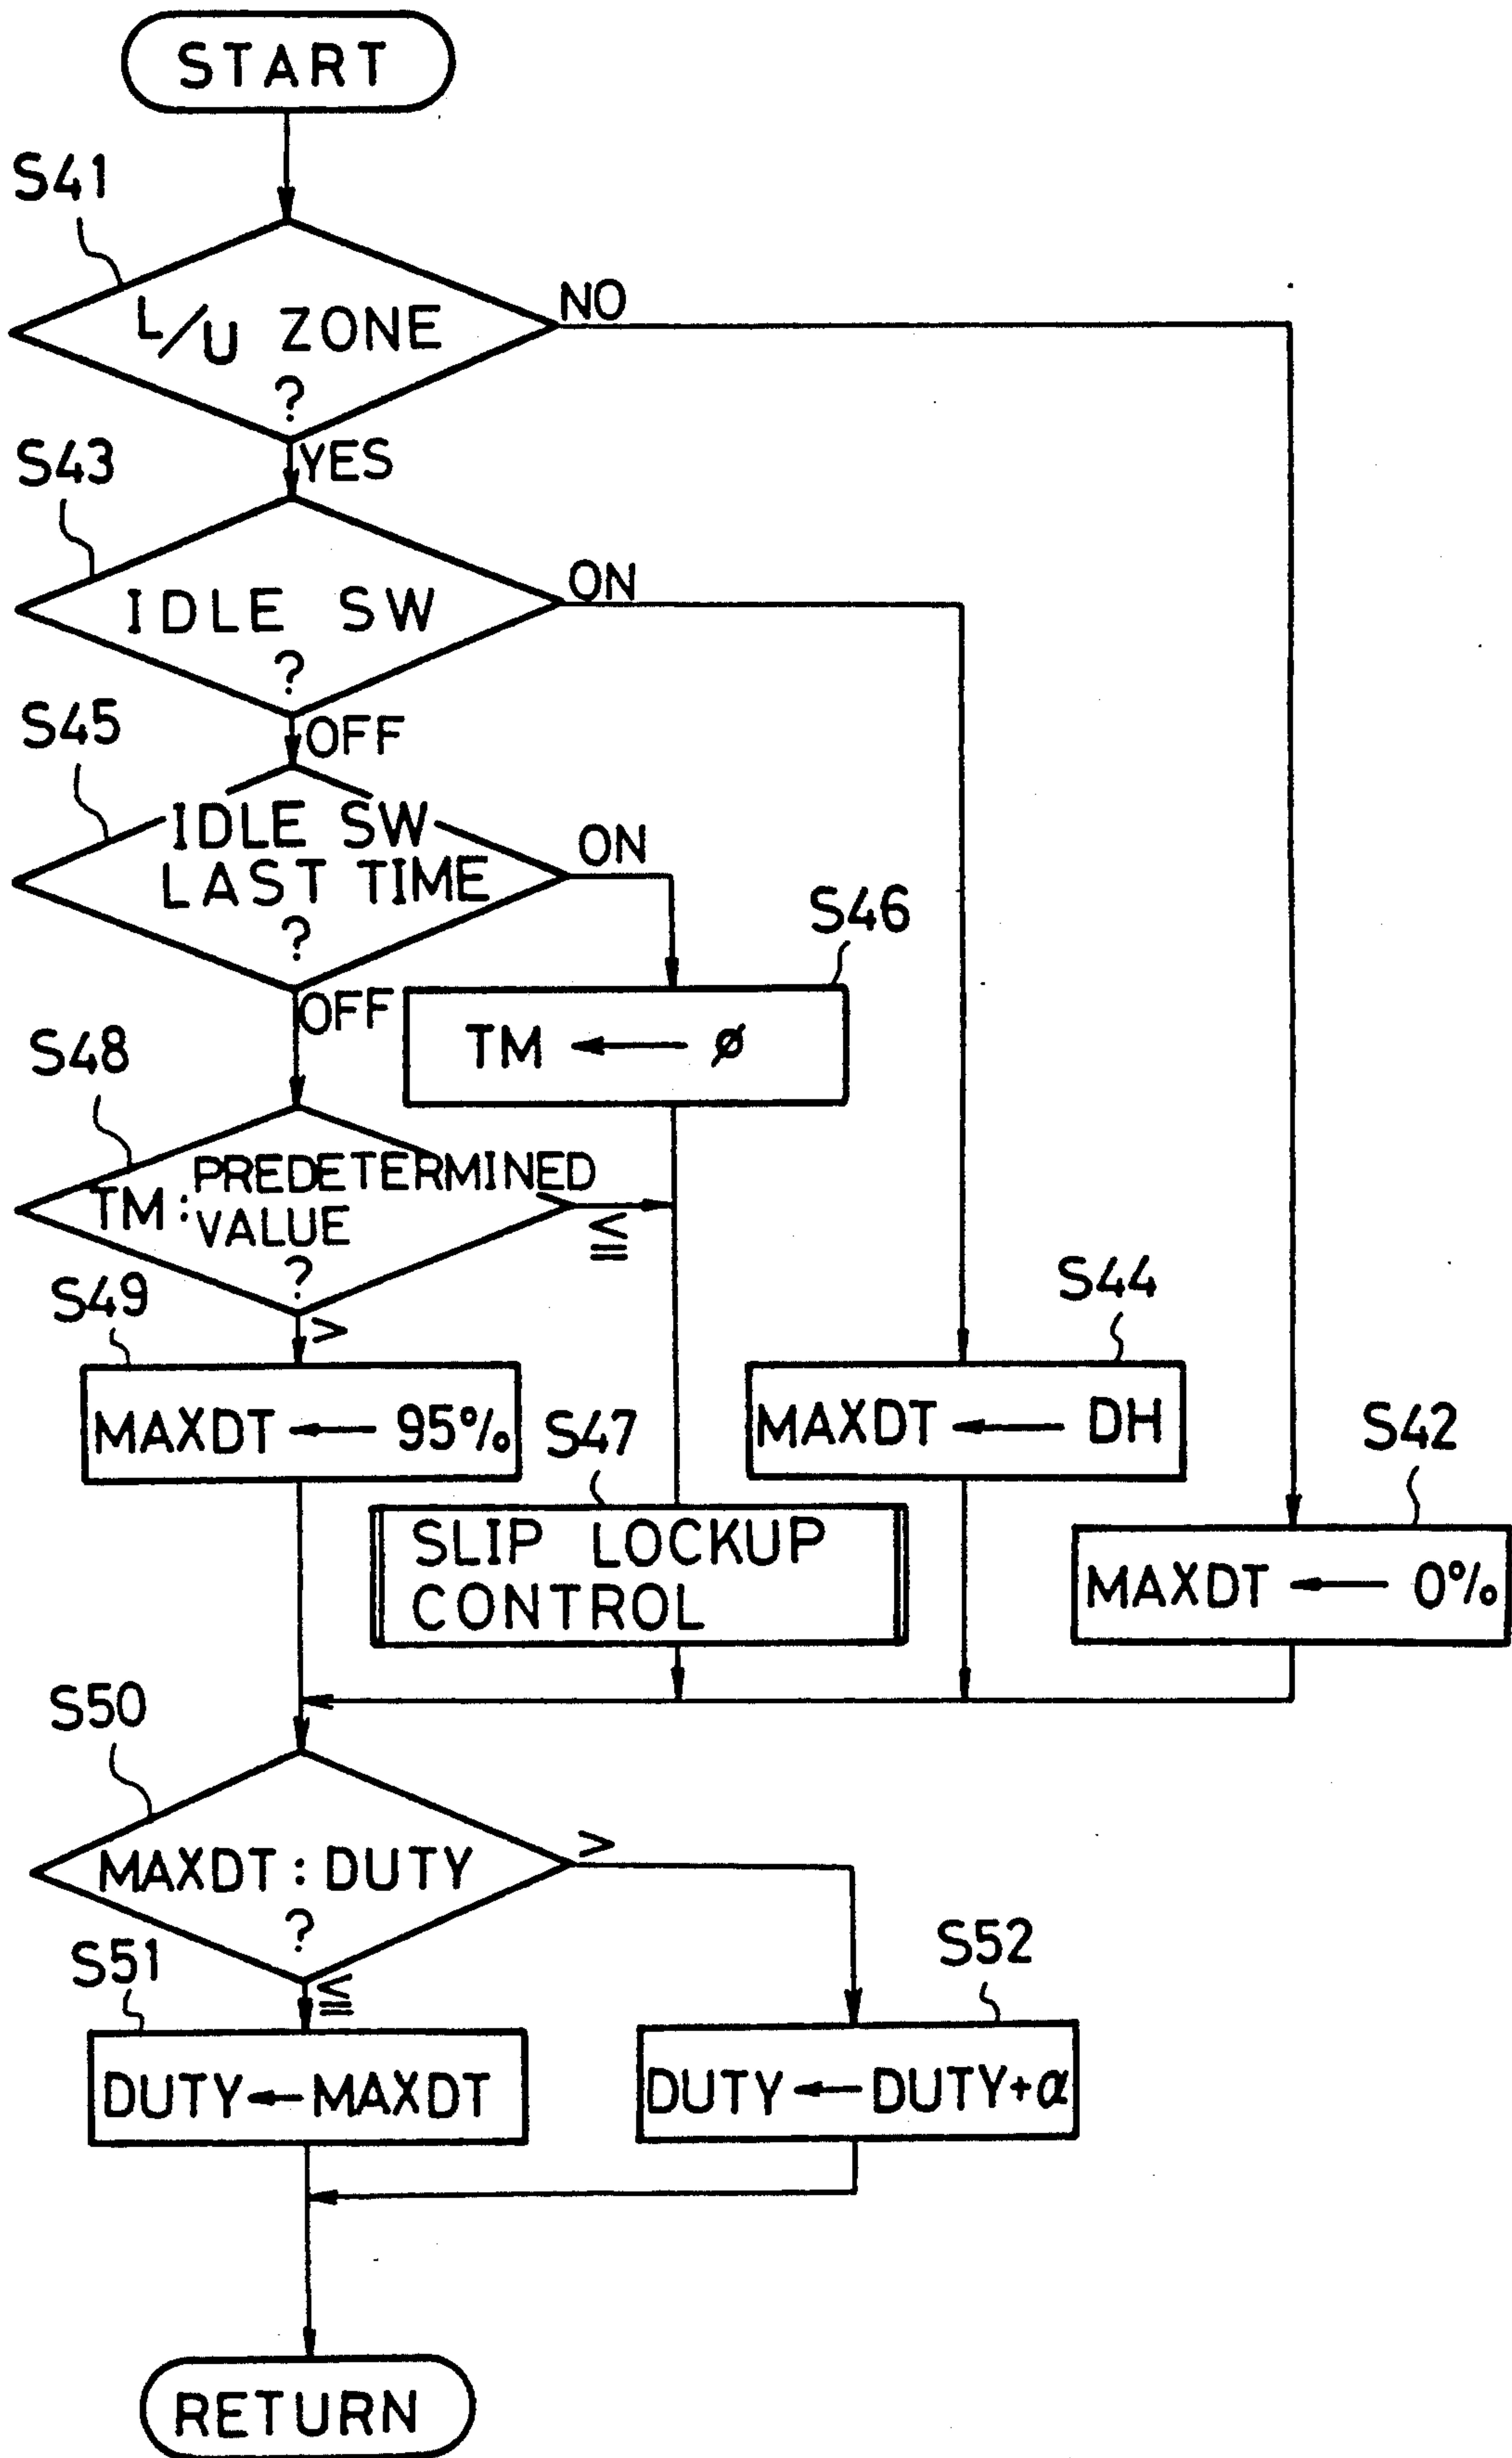 START
S41
L/U ZONE
?
NO
YES
S43
IDLE SW
?
ON
OFF
S45
IDLE SW
LAST TIME
?
ON
OFF
S46
TM ← ø
S48
TM : PREDETERMINED
VALUE
?
≦
>
S49
MAXDT ← 95%
S47
SLIP LOCKUP
CONTROL
S44
MAXDT ← DH
S42
MAXDT ← 0%
S50
MAXDT : DUTY
?
>
≦
S51
DUTY ← MAXDT
S52
DUTY ← DUTY+α
RETURN